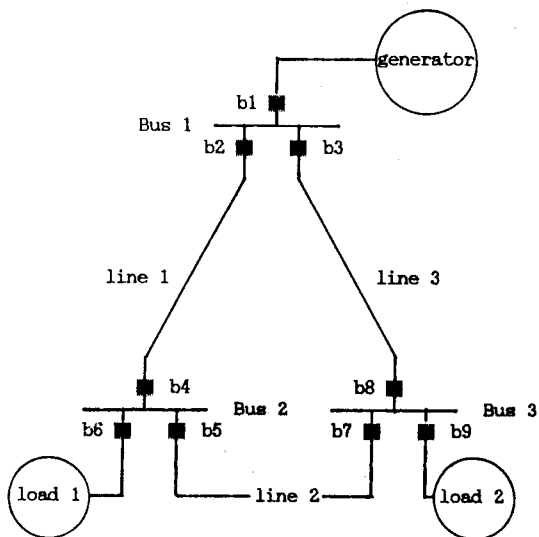 generator
b1
Bus 1
b2
b3
line 1
line 3
b4
b8
Bus 2
Bus 3
b6
b5
b7
b9
load 1
line 2
load 2